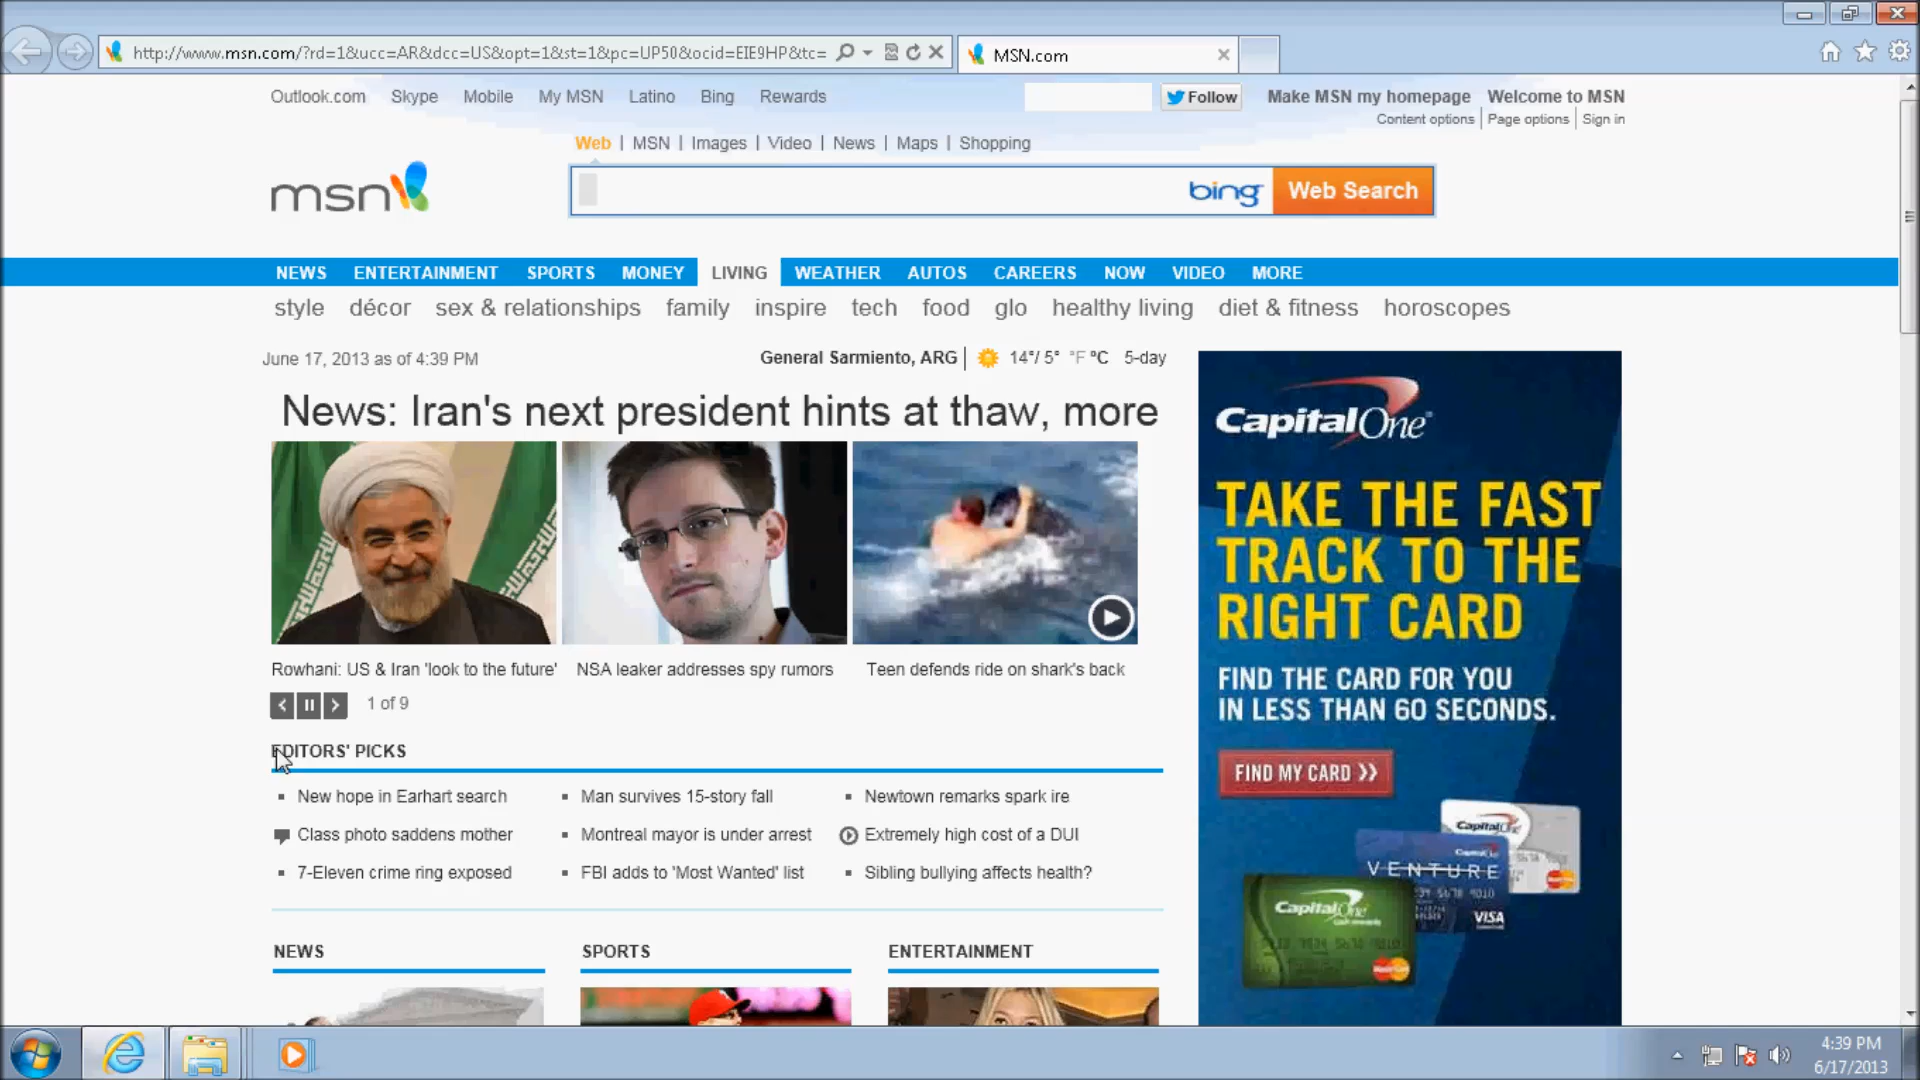 http://www.msn.com/?rd=1&ucc=AR&dcc=US&opt=1&st=1&pc=UP50&ocid=EIE9HP&tc=
MSN.com
Outlook.com Skype Mobile My MSN Latino Bing Rewards
Follow
Make MSN my homepage Welcome to MSN
Content options Page options Sign in
Web | MSN | Images | Video | News | Maps | Shopping
msn
bing
Web Search
NEWS ENTERTAINMENT SPORTS MONEY LIVING WEATHER AUTOS CAREERS NOW VIDEO MORE
style décor sex & relationships family inspire tech food glo healthy living diet & fitness horoscopes
June 17, 2013 as of 4:39 PM
General Sarmiento, ARG 14°/ 5° °F °C 5-day
News: Iran's next president hints at thaw, more
Rowhani: US & Iran 'look to the future'
NSA leaker addresses spy rumors
Teen defends ride on shark's back
1 of 9
EDITORS' PICKS
New hope in Earhart search
Class photo saddens mother
7-Eleven crime ring exposed
Man survives 15-story fall
Montreal mayor is under arrest
FBI adds to 'Most Wanted' list
Newtown remarks spark ire
Extremely high cost of a DUI
Sibling bullying affects health?
NEWS
SPORTS
ENTERTAINMENT
CapitalOne
TAKE THE FAST
TRACK TO THE
RIGHT CARD
FIND THE CARD FOR YOU
IN LESS THAN 60 SECONDS.
FIND MY CARD
CapitalOne
VENTURE
VISA
CapitalOne
MasterCard
4:39 PM
6/17/2013